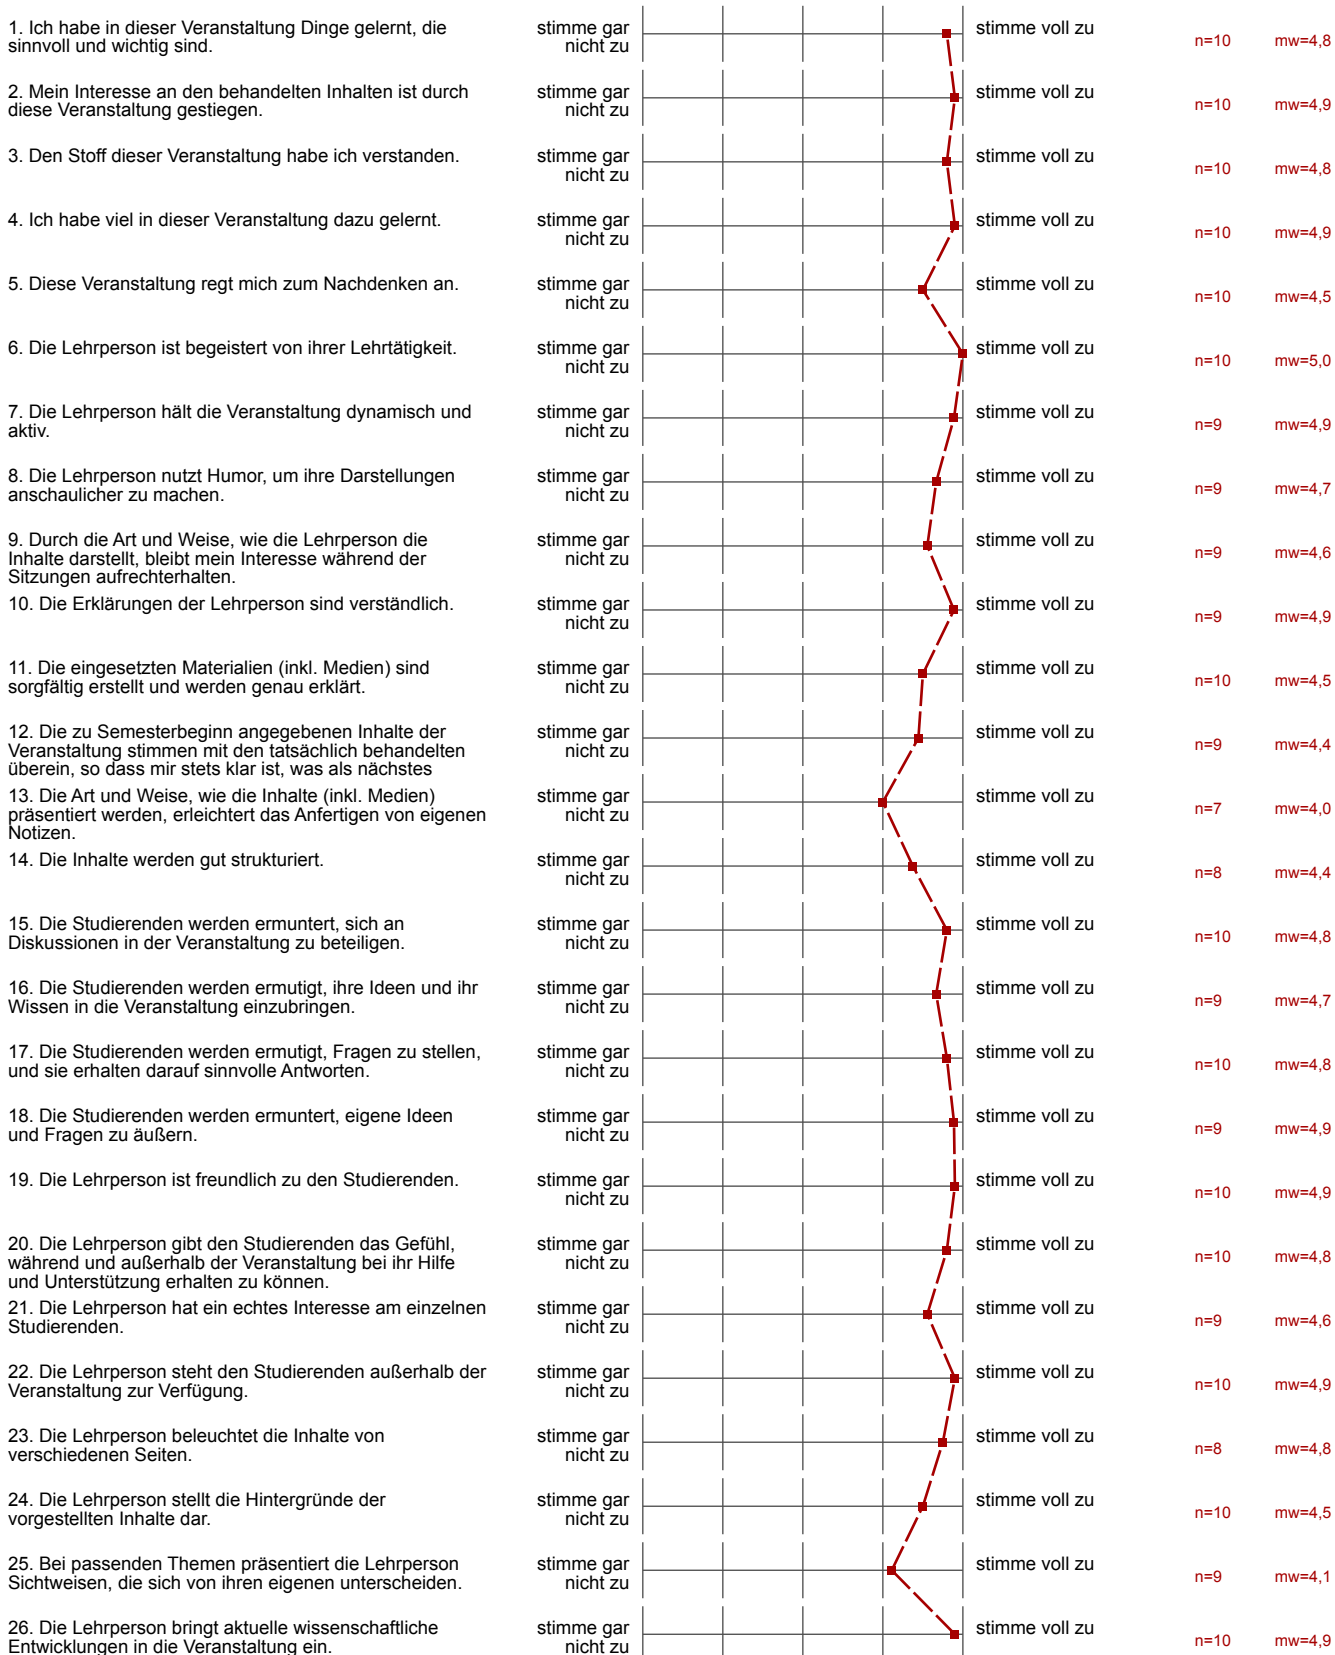 1. Ich habe in dieser Veranstaltung Dinge gelernt, die
sinnvoll und wichtig sind.
stimme gar
nicht zu
stimme voll zu
n=10 mw=4,8
2. Mein Interesse an den behandelten Inhalten ist durch
diese Veranstaltung gestiegen.
stimme gar
nicht zu
stimme voll zu
n=10 mw=4,9
3. Den Stoff dieser Veranstaltung habe ich verstanden.
stimme gar
nicht zu
stimme voll zu
n=10 mw=4,8
4. Ich habe viel in dieser Veranstaltung dazu gelernt.
stimme gar
nicht zu
stimme voll zu
n=10 mw=4,9
5. Diese Veranstaltung regt mich zum Nachdenken an.
stimme gar
nicht zu
stimme voll zu
n=10 mw=4,5
6. Die Lehrperson ist begeistert von ihrer Lehrtätigkeit.
stimme gar
nicht zu
stimme voll zu
n=10 mw=5,0
7. Die Lehrperson hält die Veranstaltung dynamisch und
aktiv.
stimme gar
nicht zu
stimme voll zu
n=9 mw=4,9
8. Die Lehrperson nutzt Humor, um ihre Darstellungen
anschaulicher zu machen.
stimme gar
nicht zu
stimme voll zu
n=9 mw=4,7
9. Durch die Art und Weise, wie die Lehrperson die
Inhalte darstellt, bleibt mein Interesse während der
Sitzungen aufrechterhalten.
stimme gar
nicht zu
stimme voll zu
n=9 mw=4,6
10. Die Erklärungen der Lehrperson sind verständlich.
stimme gar
nicht zu
stimme voll zu
n=9 mw=4,9
11. Die eingesetzten Materialien (inkl. Medien) sind
sorgfältig erstellt und werden genau erklärt.
stimme gar
nicht zu
stimme voll zu
n=10 mw=4,5
12. Die zu Semesterbeginn angegebenen Inhalte der
Veranstaltung stimmen mit den tatsächlich behandelten
überein, so dass mir stets klar ist, was als nächstes
stimme gar
nicht zu
stimme voll zu
n=9 mw=4,4
13. Die Art und Weise, wie die Inhalte (inkl. Medien)
präsentiert werden, erleichtert das Anfertigen von eigenen
Notizen.
stimme gar
nicht zu
stimme voll zu
n=7 mw=4,0
14. Die Inhalte werden gut strukturiert.
stimme gar
nicht zu
stimme voll zu
n=8 mw=4,4
15. Die Studierenden werden ermuntert, sich an
Diskussionen in der Veranstaltung zu beteiligen.
stimme gar
nicht zu
stimme voll zu
n=10 mw=4,8
16. Die Studierenden werden ermutigt, ihre Ideen und ihr
Wissen in die Veranstaltung einzubringen.
stimme gar
nicht zu
stimme voll zu
n=9 mw=4,7
17. Die Studierenden werden ermutigt, Fragen zu stellen,
und sie erhalten darauf sinnvolle Antworten.
stimme gar
nicht zu
stimme voll zu
n=10 mw=4,8
18. Die Studierenden werden ermuntert, eigene Ideen
und Fragen zu äußern.
stimme gar
nicht zu
stimme voll zu
n=9 mw=4,9
19. Die Lehrperson ist freundlich zu den Studierenden.
stimme gar
nicht zu
stimme voll zu
n=10 mw=4,9
20. Die Lehrperson gibt den Studierenden das Gefühl,
während und außerhalb der Veranstaltung bei ihr Hilfe
und Unterstützung erhalten zu können.
stimme gar
nicht zu
stimme voll zu
n=10 mw=4,8
21. Die Lehrperson hat ein echtes Interesse am einzelnen
Studierenden.
stimme gar
nicht zu
stimme voll zu
n=9 mw=4,6
22. Die Lehrperson steht den Studierenden außerhalb der
Veranstaltung zur Verfügung.
stimme gar
nicht zu
stimme voll zu
n=10 mw=4,9
23. Die Lehrperson beleuchtet die Inhalte von
verschiedenen Seiten.
stimme gar
nicht zu
stimme voll zu
n=8 mw=4,8
24. Die Lehrperson stellt die Hintergründe der
vorgestellten Inhalte dar.
stimme gar
nicht zu
stimme voll zu
n=10 mw=4,5
25. Bei passenden Themen präsentiert die Lehrperson
Sichtweisen, die sich von ihren eigenen unterscheiden.
stimme gar
nicht zu
stimme voll zu
n=9 mw=4,1
26. Die Lehrperson bringt aktuelle wissenschaftliche
Entwicklungen in die Veranstaltung ein.
stimme gar
nicht zu
stimme voll zu
n=10 mw=4,9